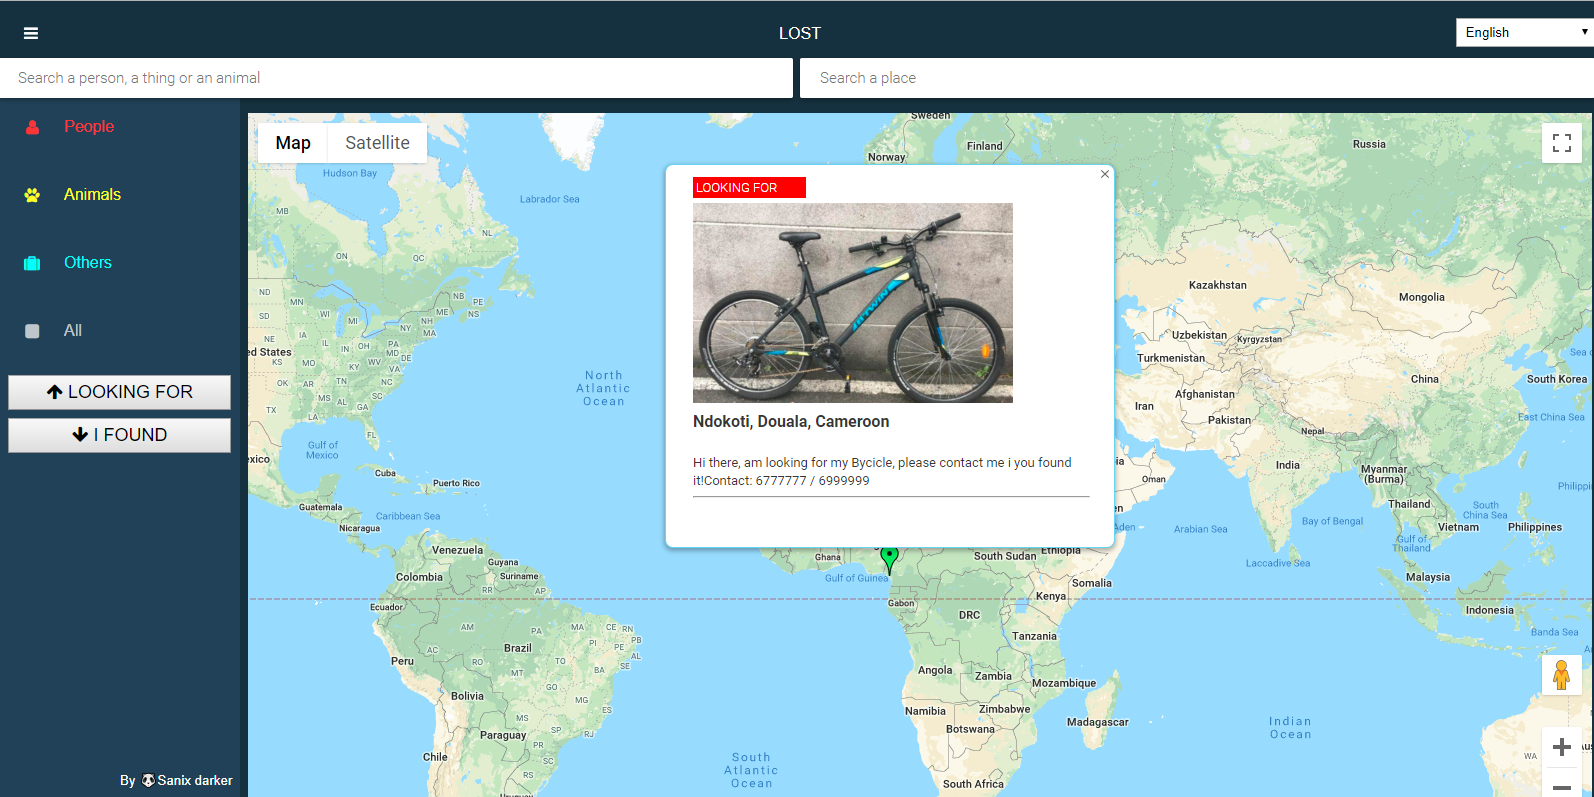 LOST
English
Search a person, a thing or an animal
Search a place
People
Animals
Others
All
LOOKING FOR
I FOUND
By Sanix darker
Map
Satellite
LOOKING FOR
BTWIN
Ndokoti, Douala, Cameroon
Hi there, am looking for my Bycicle, please contact me i you found
it!Contact: 6777777 / 6999999
Sweden
Norway
Finland
Russia
Hudson Bay
Labrador Sea
MB
ON
QC
NL
NB
PE
NS
ND
SD
MN
WI
MI
NY
NH
MA
NE
IA
IL
IN
OH
PA
ed States
KS
MO
KY
WV
VA
MD
DE
OK
AR
TN
NC
MS
AL
SC
LA
GA
FL
North
Atlantic
Ocean
Gulf of
Mexico
exico
Cuba
Puerto Rico
Guatemala
Caribbean Sea
Nicaragua
Venezuela
Guyana
Suriname
Colombia
RR
AP
Ecuador
AM
PA
MA
CE
RN
PI
PB
PE
AL
SE
AC
RO
TO
BA
Brazil
Peru
MT
GO
MG
ES
Bolivia
MS
SP
RJ
Paraguay
PR
SC
RS
Chile
Uruguay
South
Atlantic
Ocean
Kazakhstan
Mongolia
Uzbekistan
Kyrgyzstan
Turkmenistan
China
South Korea
Sea o
Iran
Afghanistan
Pakistan
Nepal
East China Sea
India
Myanmar
(Burma)
Oman
ia
en
Aden
Arabian Sea
Bay of Bengal
Thailand
Vietnam
South
China Sea
Philippines
Philippi
Gulf of
Thailand
Laccadive Sea
Malaysia
Indonesia
Banda Sea
Ghana
Gulf of Guinea
South Sudan
Ethiopia
Somalia
Kenya
Gabon
DRC
Tanzania
Angola
Zambia
Mozambique
Namibia
Zimbabwe
Botswana
Madagascar
South Africa
Indian
Ocean
WA
Aus